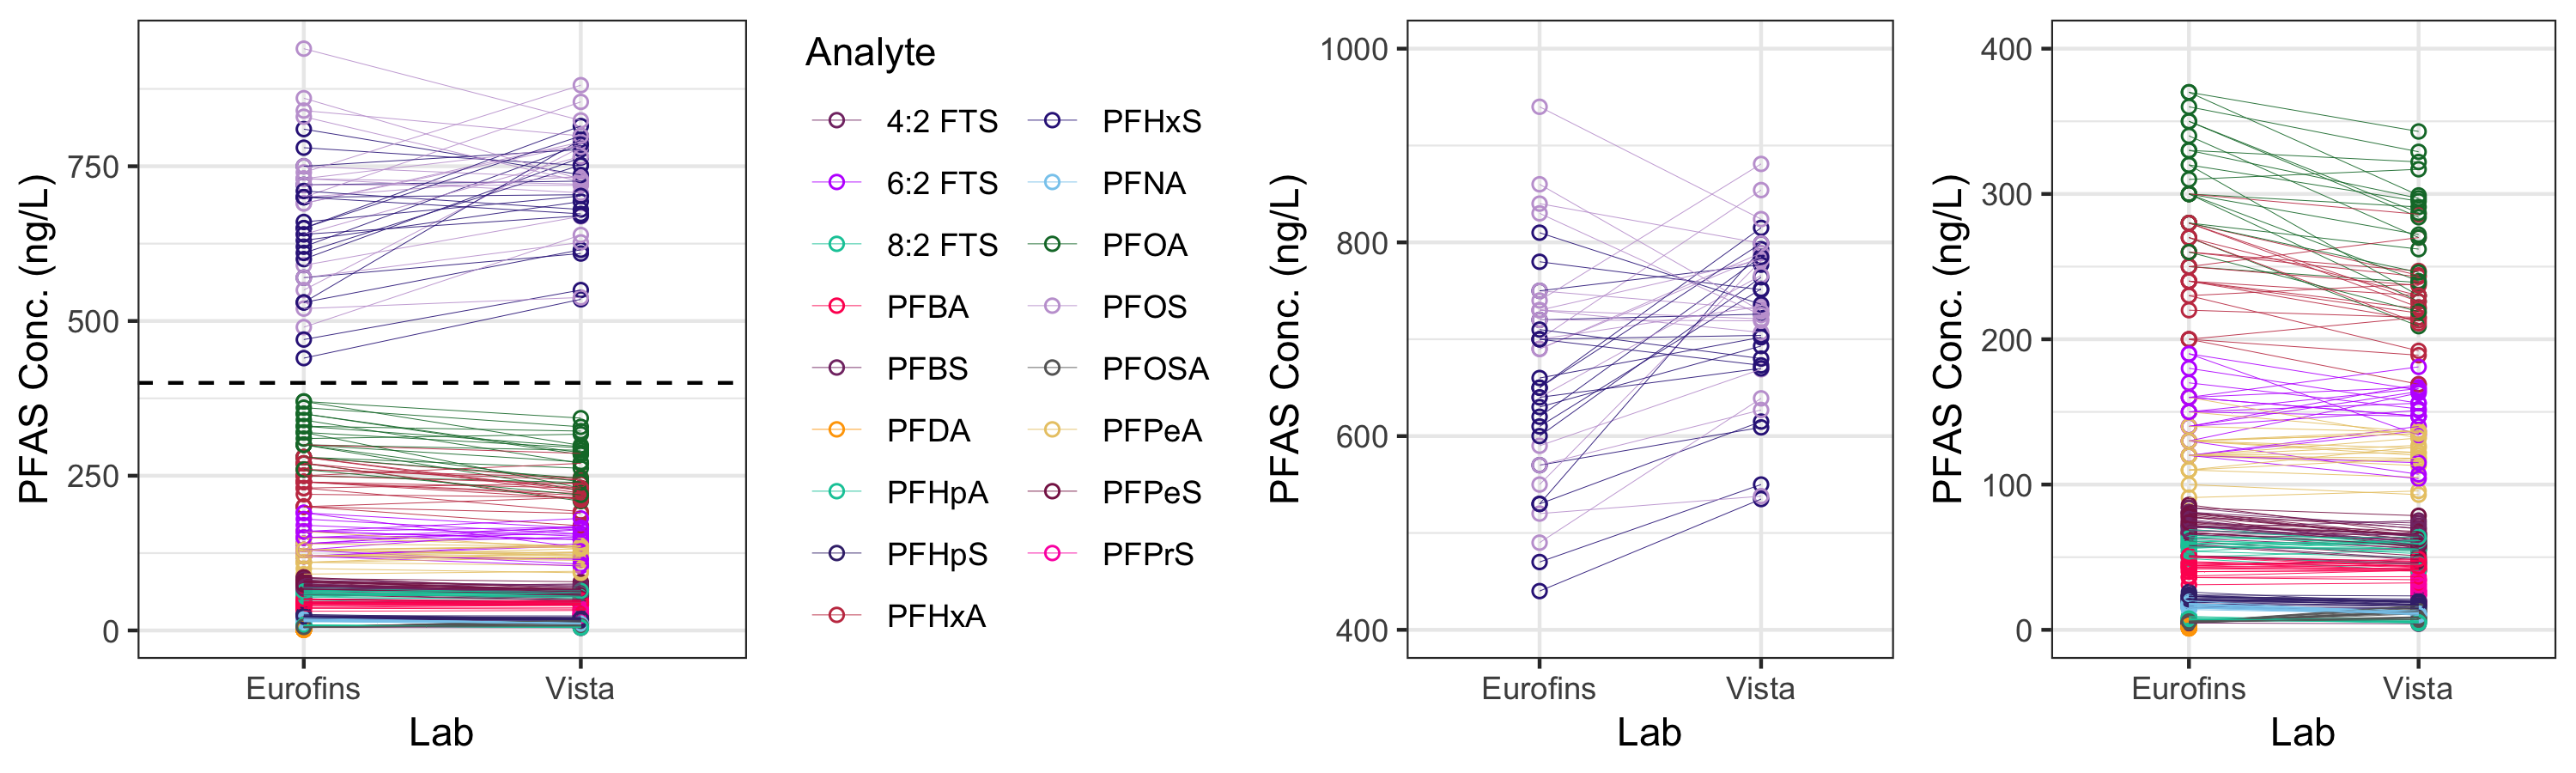 PFAS Conc. (ng/L)
750
500
250
0
Eurofins
Vista
Lab
Analyte
4:2 FTS
6:2 FTS
8:2 FTS
PFBA
PFBS
PFDA
PFHpA
PFHpS
PFHxA
PFHxS
PFNA
PFOA
PFOS
PFOSA
PFPeA
PFPeS
PFPrS
PFAS Conc. (ng/L)
1000
800
600
400
Eurofins
Vista
Lab
PFAS Conc. (ng/L)
400
300
200
100
0
Eurofins
Vista
Lab